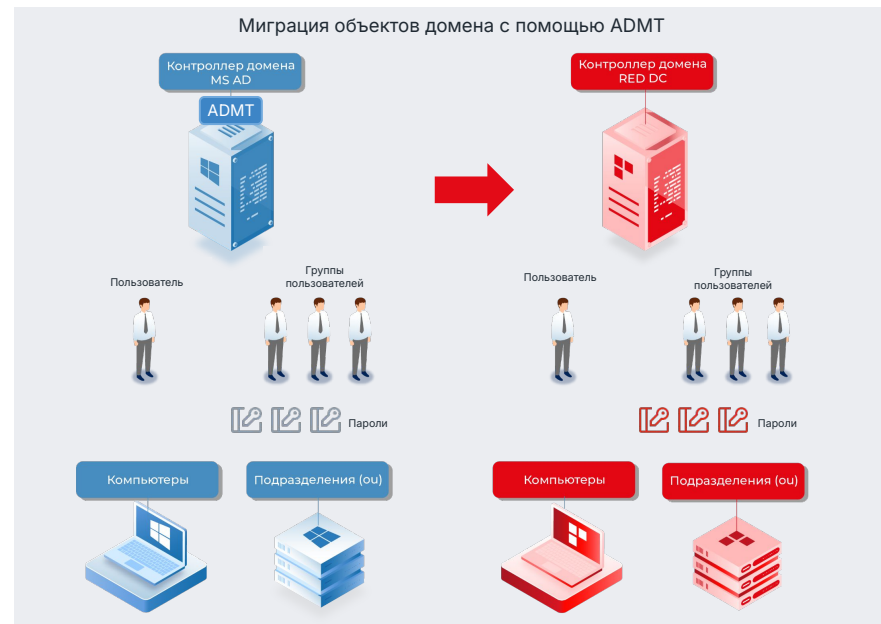 Миграция объектов домена с помощью ADMT
Контроллер домена
MS AD
ADMT
Контроллер домена
RED DC
Пользователь
Группы
пользователей
Пользователь
Группы
пользователей
Пароли
Пароли
Компьютеры
Подразделения (ou)
Компьютеры
Подразделения (ou)